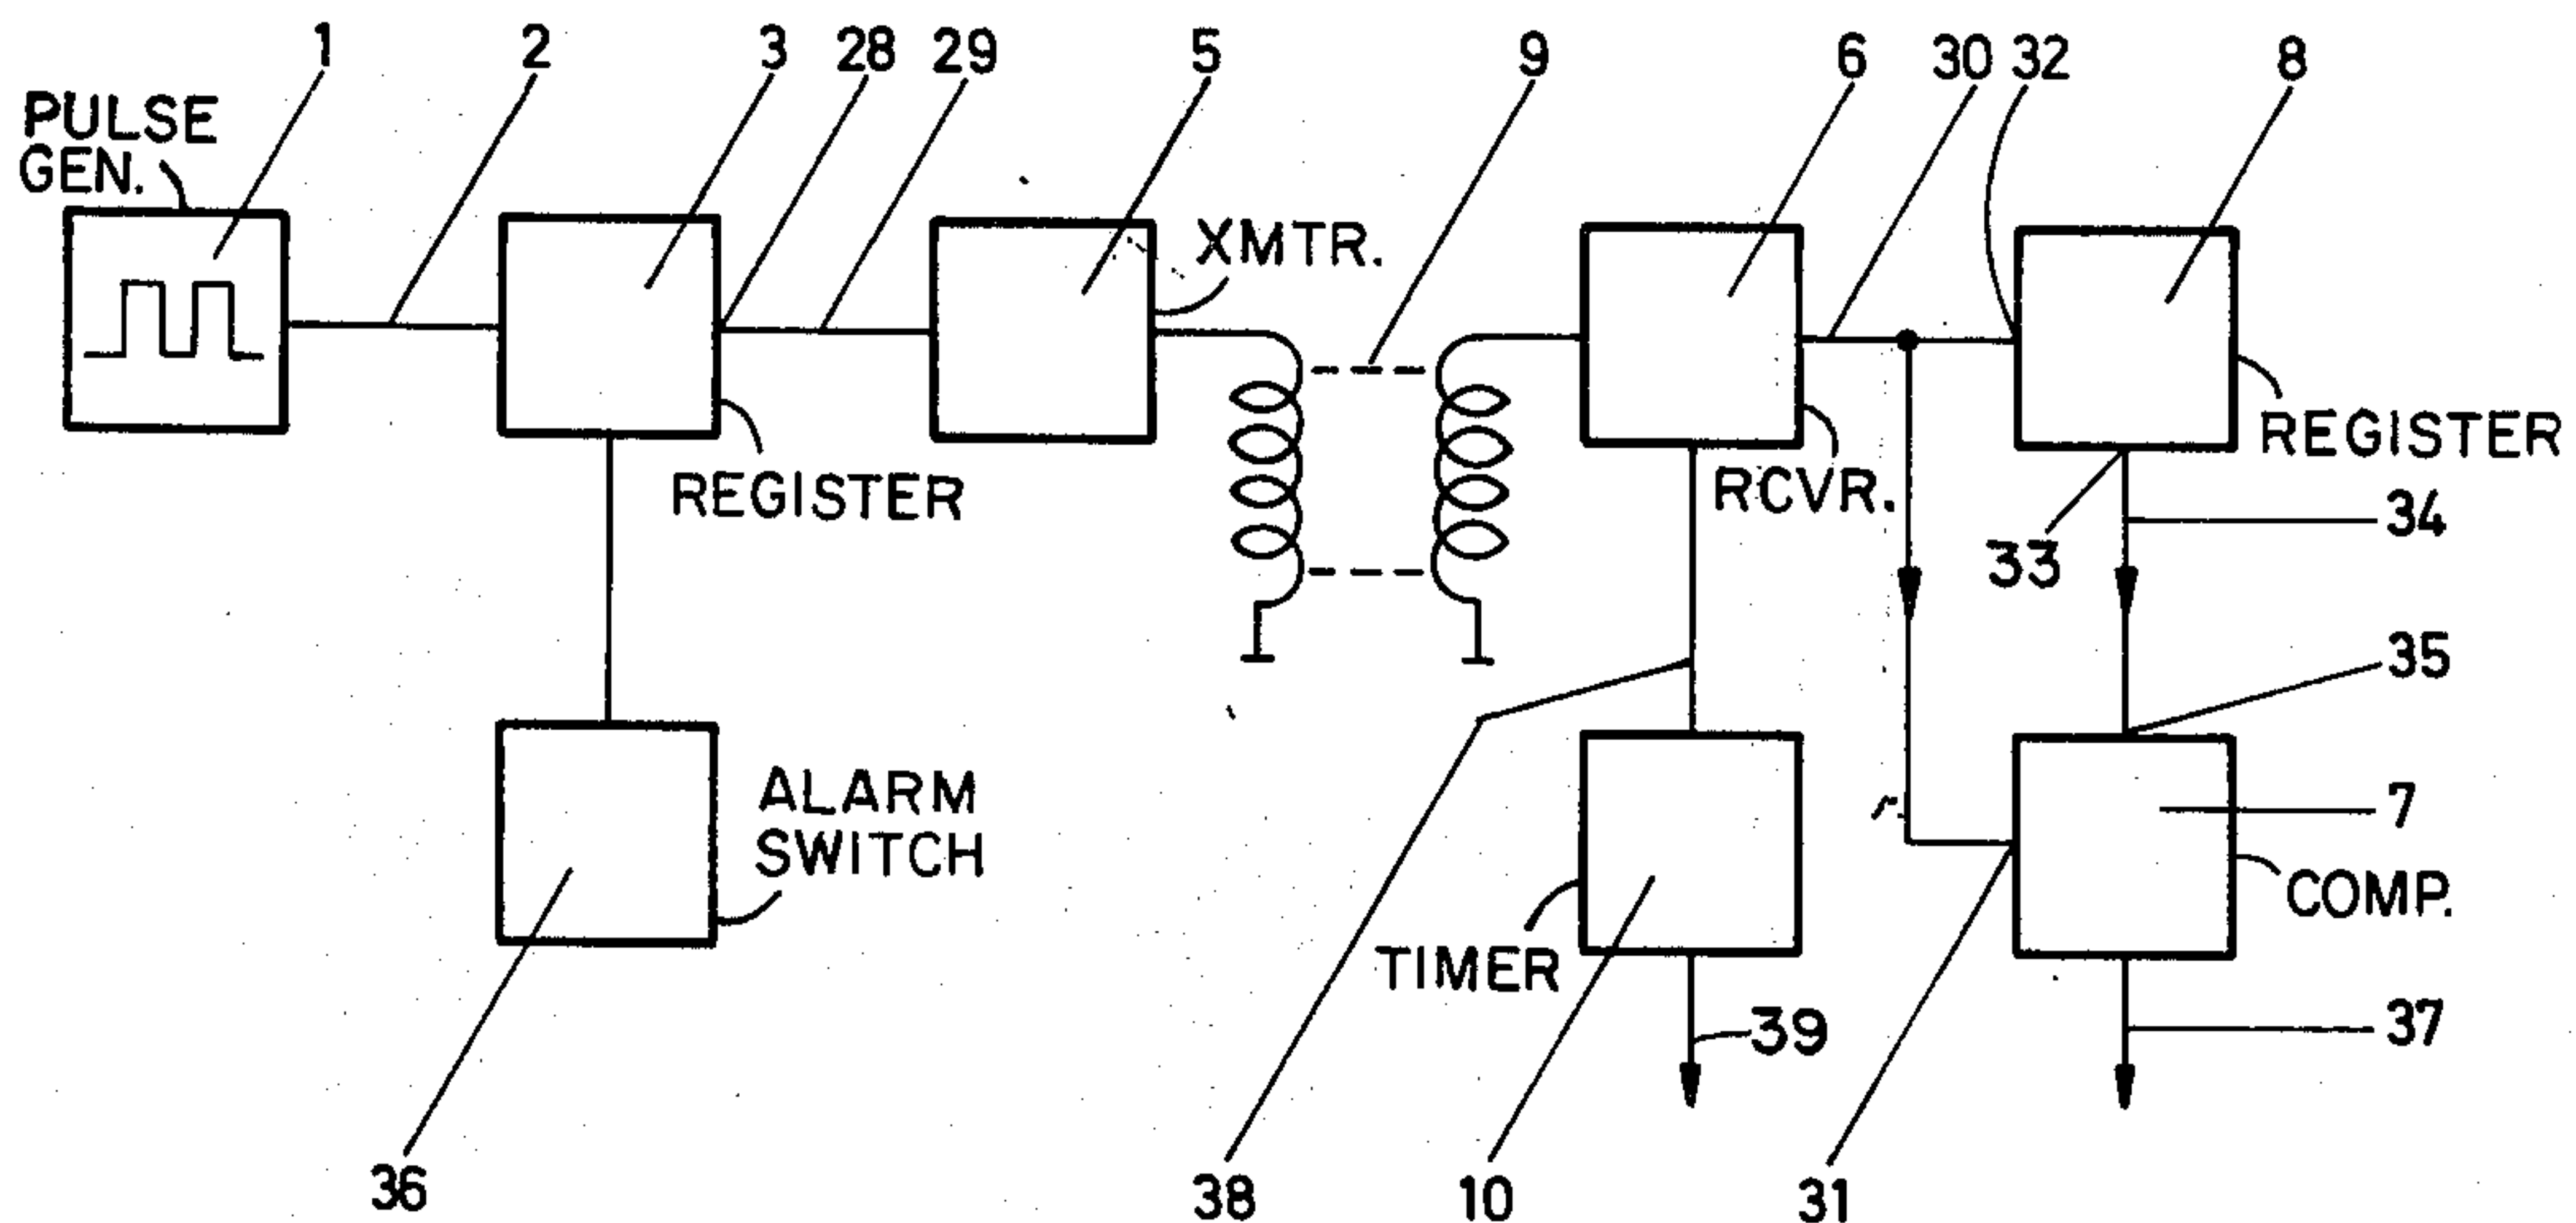 1
2
3
28
29
5
9
6
30
32
8
PULSE
GEN.
XMTR.
REGISTER
RCVR.
REGISTER
33
34
35
ALARM
SWITCH
7
COMP.
TIMER
39
37
36
38
10
31